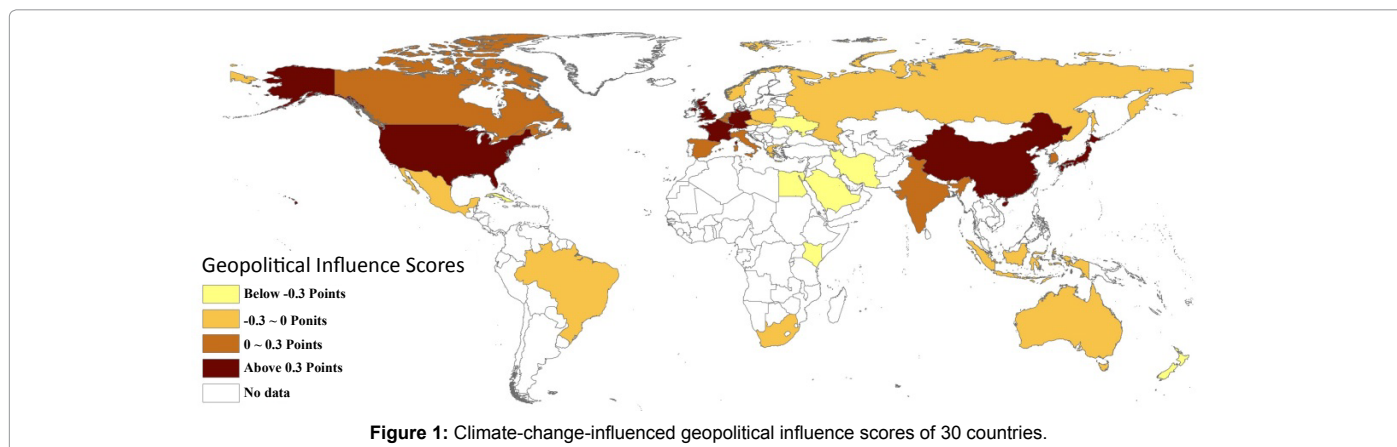 Geopolitical Influence Scores
Below -0.3 Points
-0.3 ~ 0 Ponits
0 ~ 0.3 Points
Above 0.3 Points
No data
Figure 1: Climate-change-influenced geopolitical influence scores of 30 countries.